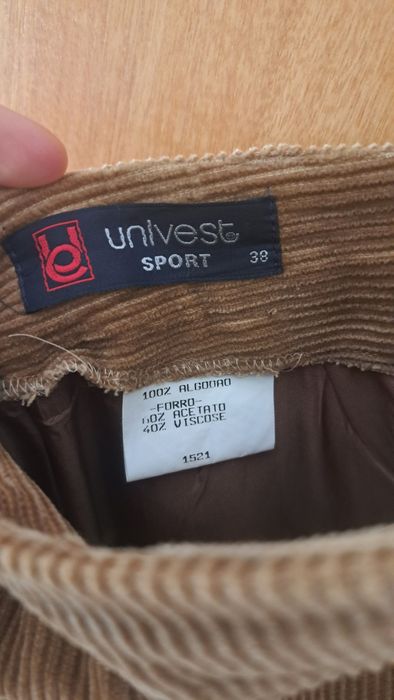 univest
SPORT 38
100% ALGODAO
-FORRO-
60% ACETATO
40% VISCOSE
1521